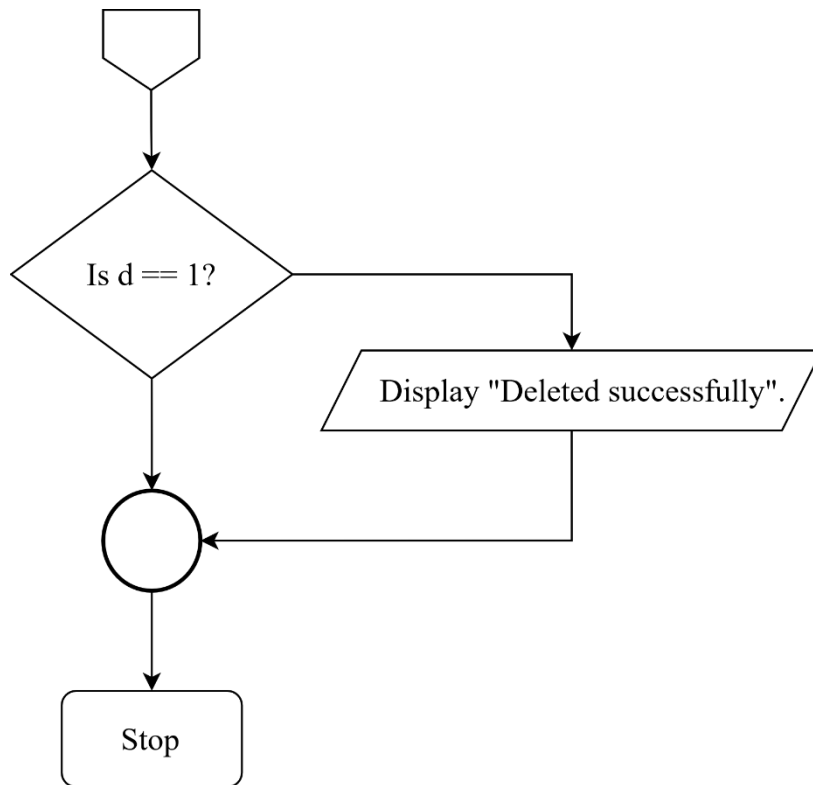 Is d == 1?
Display "Deleted successfully".
Stop